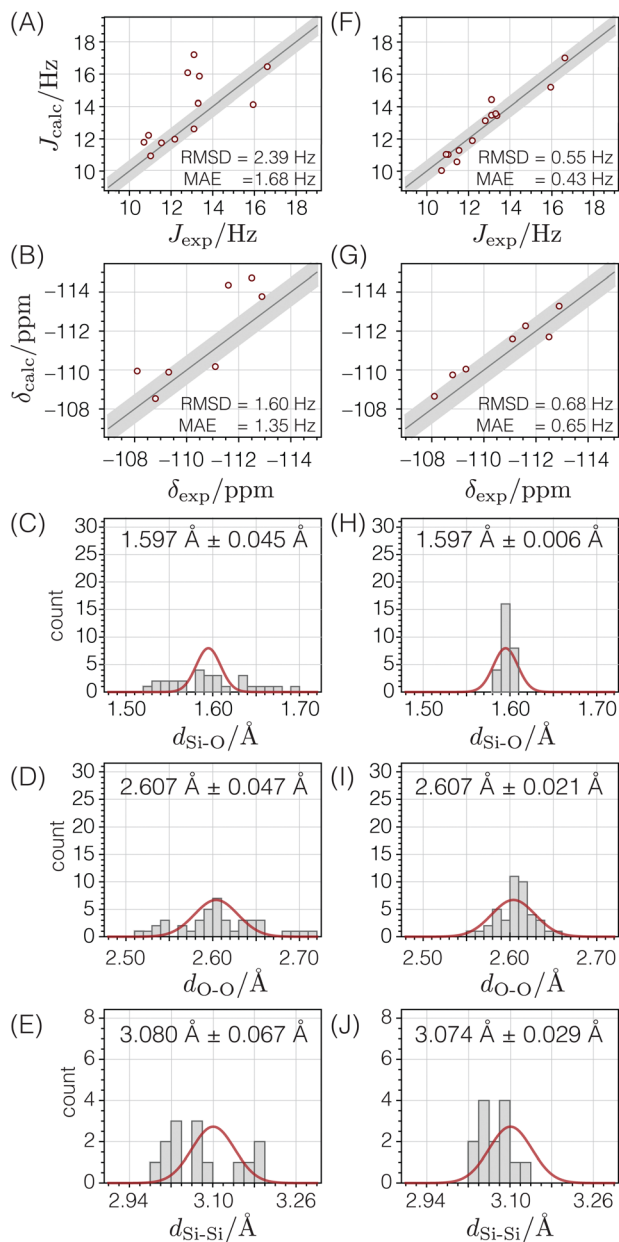 (A)
18
16
14
12
10
J_calc/Hz
RMSD = 2.39 Hz
MAE =1.68 Hz
10 12 14 16 18
J_exp/Hz
(F)
18
16
14
12
10
RMSD = 0.55 Hz
MAE = 0.43 Hz
10 12 14 16 18
J_exp/Hz
(B)
−114
−112
−110
−108
δ_calc/ppm
RMSD = 1.60 Hz
MAE = 1.35 Hz
−108 −110 −112 −114
δ_exp/ppm
(G)
−114
−112
−110
−108
RMSD = 0.68 Hz
MAE = 0.65 Hz
−108 −110 −112 −114
δ_exp/ppm
(C)
30
25
20
15
10
5
0
count
1.597 Å ± 0.045 Å
1.50 1.60 1.70
d_Si-O/Å
(H)
30
25
20
15
10
5
0
1.597 Å ± 0.006 Å
1.50 1.60 1.70
d_Si-O/Å
(D)
30
25
20
15
10
5
0
count
2.607 Å ± 0.047 Å
2.50 2.60 2.70
d_O-O/Å
(I)
30
25
20
15
10
5
0
2.607 Å ± 0.021 Å
2.50 2.60 2.70
d_O-O/Å
(E)
8
6
4
2
0
count
3.080 Å ± 0.067 Å
2.94 3.10 3.26
d_Si-Si/Å
(J)
8
6
4
2
0
3.074 Å ± 0.029 Å
2.94 3.10 3.26
d_Si-Si/Å